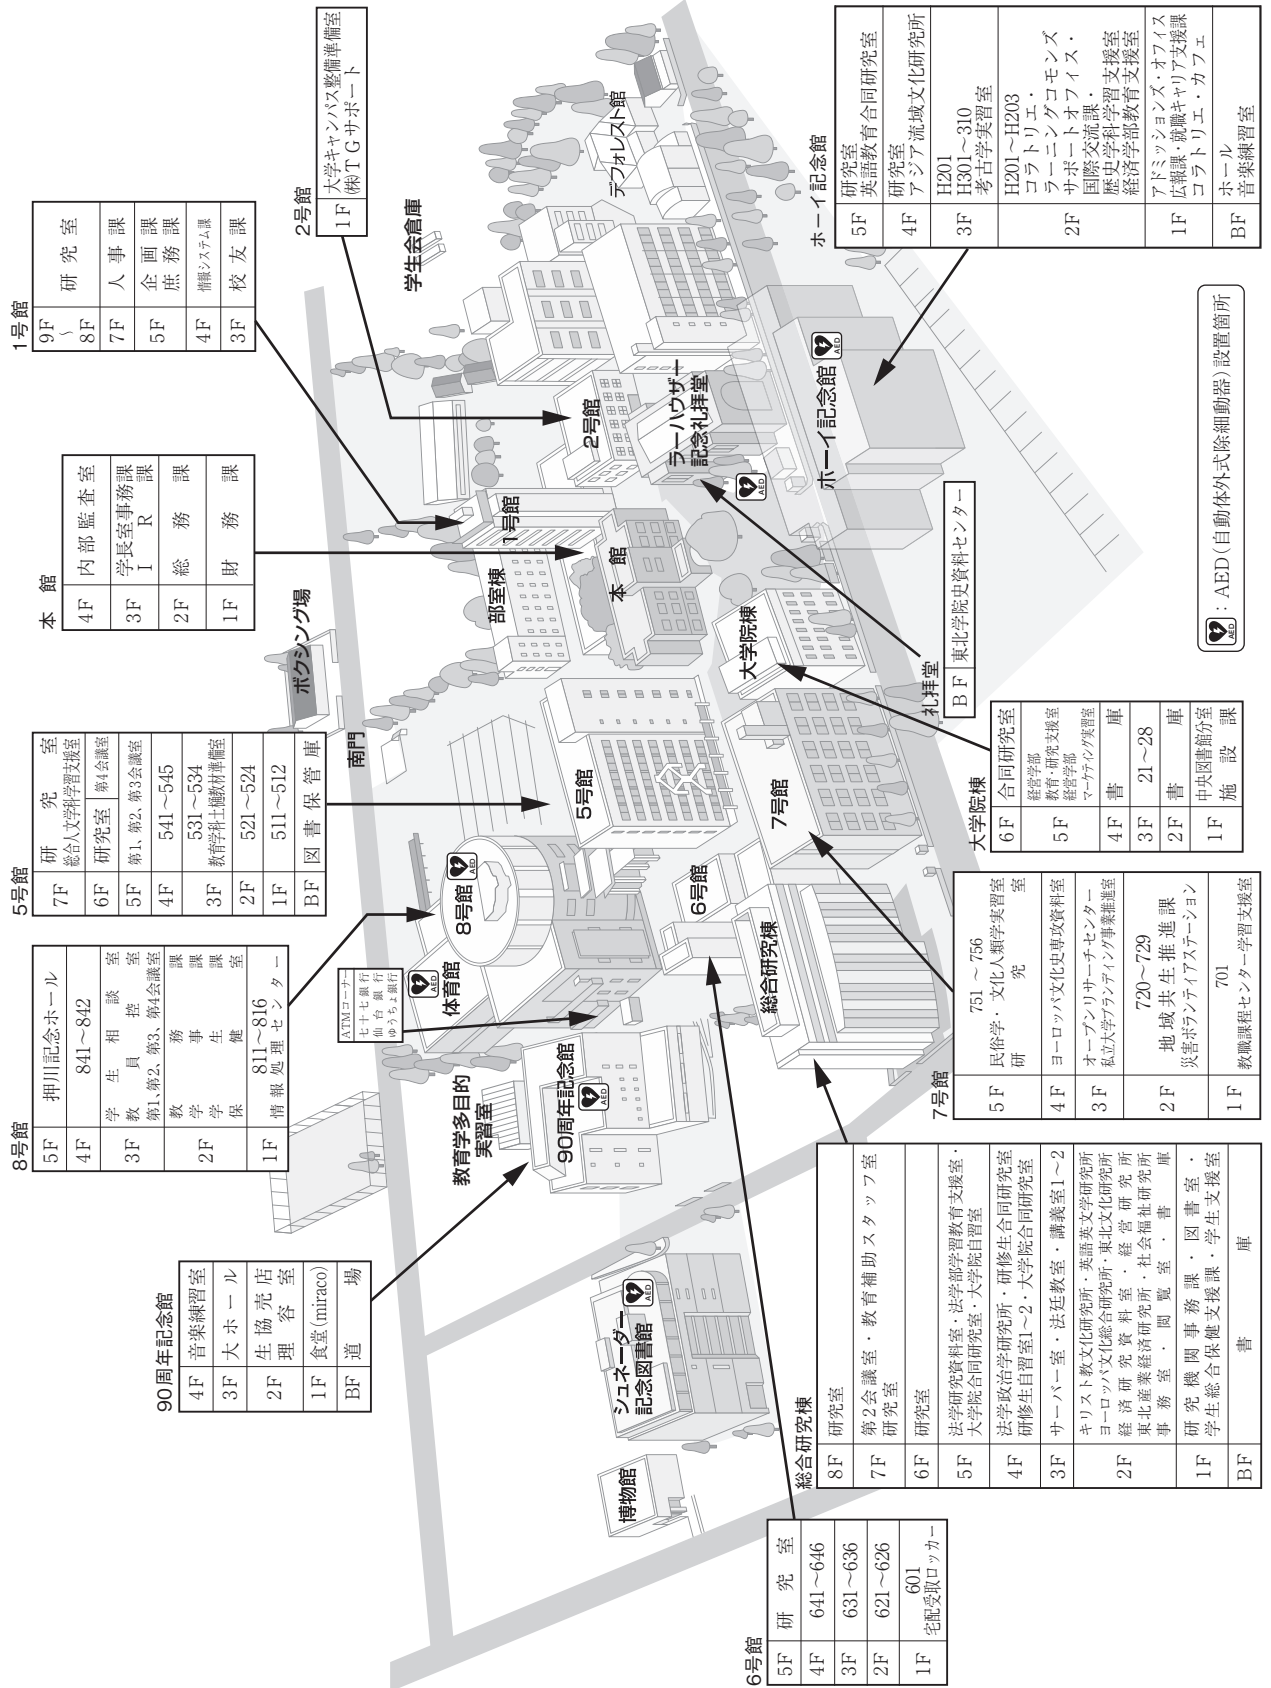 1号館
9F
〜
8F
研究室
7F 人事課
5F 企画課
庶務課
4F 情報システム課
3F 校友課
2号館
1F 大学キャンパス整備準備室
㈱TGサポート
本館
4F 内部監査室
3F 学長室事務課
IR課
2F 総務課
1F 財務課
5号館
7F 研究室
総合人文学科学習支援室
6F 研究室 第4会議室
5F 第1、第2、第3会議室
4F 541〜545
3F 531〜534
教育学科土樋教材準備室
2F 521〜524
1F 511〜512
BF 図書保管庫
8号館
5F 押川記念ホール
4F 841〜842
3F 学生相談室
教員控室
第1、第2、第3、第4会議室
2F 教務課
学事課
学生課
保健室
1F 811〜816
情報処理センター
90周年記念館
4F 音楽練習室
3F 大ホール
2F 生協売店
理容室
1F 食堂(miraco)
BF 道場
ATMコーナー
七十七銀行
仙台銀行
ゆうちょ銀行
学生会倉庫
デフォレスト館
2号館
ラーハウザー
記念礼拝堂
AED
ホーイ記念館
AED
1号館
部室棟
本館
ボクシング場
南門
大学院棟
5号館
7号館
8号館
AED
体育館
AED
6号館
総合研究棟
教育学多目的
実習室
90周年記念館
AED
シュネーダー
記念図書館
AED
博物館
ホーイ記念館
5F 研究室
英語教育合同研究室
4F 研究室
アジア流域文化研究所
3F H201
H301〜310
考古学実習室
2F H201〜H203
コラトリエ・
ラーニングコモンズ
サポートオフィス・
国際交流課・
歴史学科学習支援室
経済学部教育支援室
1F アドミッションズ・オフィス
広報課・就職キャリア支援課
コラトリエ・カフェ
BF ホール
音楽練習室
礼拝堂
BF 東北学院史資料センター
大学院棟
6F 合同研究室
5F 経営学部
教育・研究支援室
経営学部
マーケティング実習室
4F 書庫
3F 21〜28
2F 書庫
1F 中央図書館分室
施設課
7号館
5F 751〜756
民俗学・文化人類学実習室
研究室
4F ヨーロッパ文化史専攻資料室
3F オープンリサーチセンター
私立大学ブランディング事業推進室
2F 720〜729
地域共生推進課
災害ボランティアステーション
1F 701
教職課程センター学習支援室
総合研究棟
8F 研究室
7F 第2会議室・教育補助スタッフ室
研究室
6F 研究室
5F 法学研究資料室・法学部学習教育支援室・
大学院合同研究室・大学院自習室
4F 法学政治学研究所・研修生合同研究室
研修生自習室1〜2・大学院合同研究室
3F サーバー室・法廷教室・講義室1〜2
2F キリスト教文化研究所・英語英文学研究所
ヨーロッパ文化総合研究所・東北文化研究所
経済研究資料室・経営研究所
東北産業経済研究所・社会福祉研究所
事務室・閲覧室・書庫
1F 研究機関事務課・図書室・
学生総合保健支援課・学生支援室
BF 書庫
6号館
5F 研究室
4F 641〜646
3F 631〜636
2F 621〜626
1F 601
宅配受取ロッカー
AED：AED（自動体外式除細動器）設置箇所